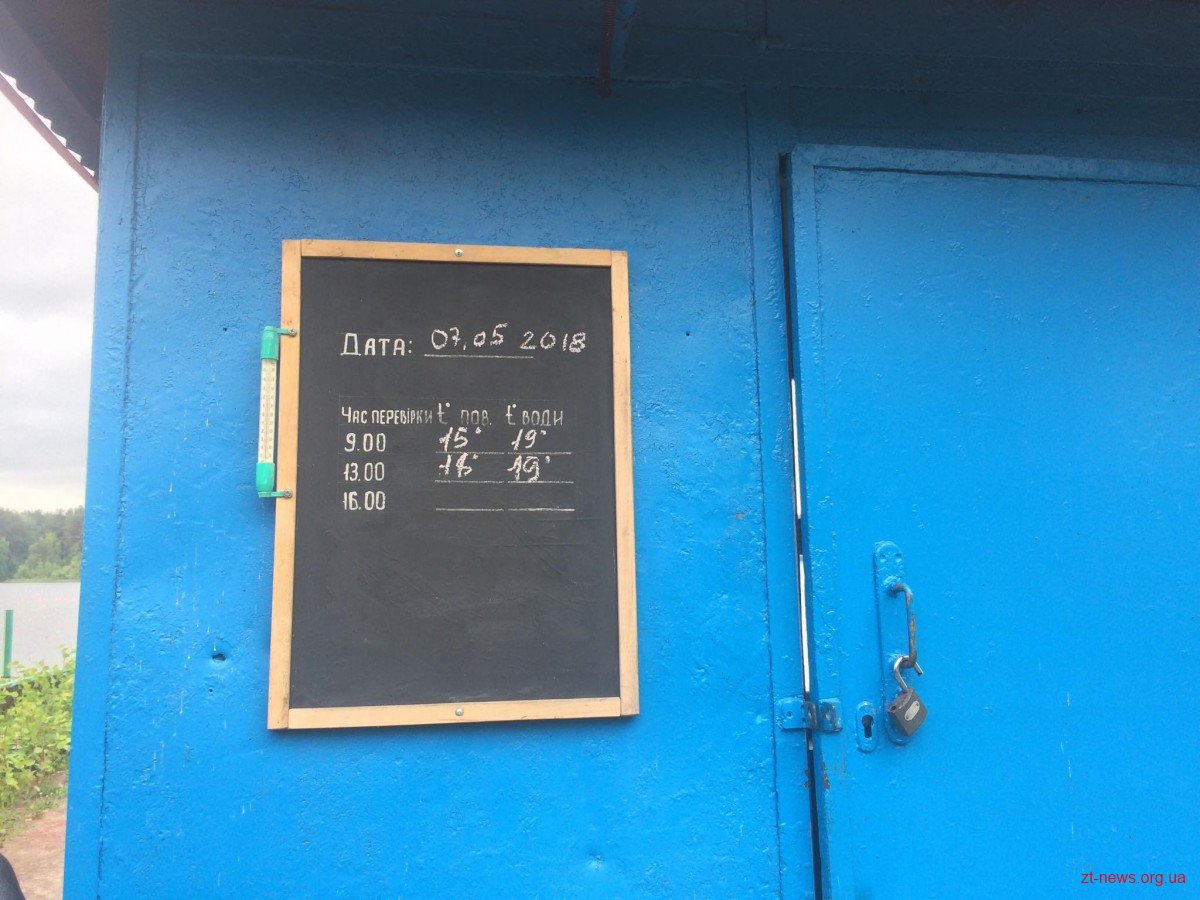 Дата: 07.05 2018
Час перевірки t° пов. t° води
9.00 15° 19°
13.00 19°
16.00
zt-news.org.ua